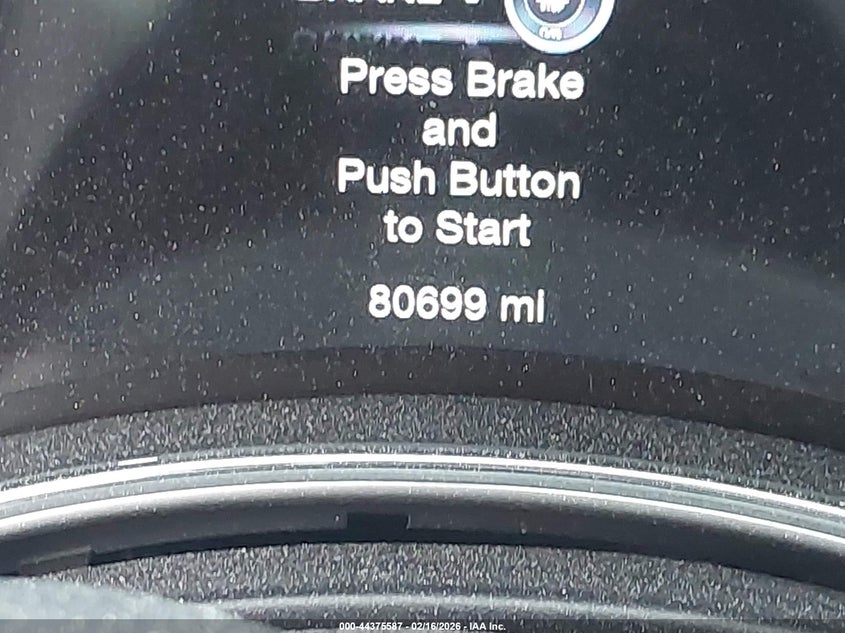 Press Brake
and
Push Button
to Start
80699 mi
000-44375587 - 02/16/2026 - IAA Inc.